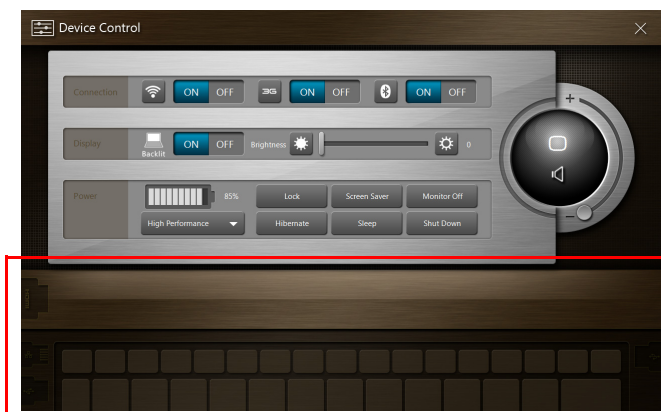 Device Control
Connection ON OFF 3G ON OFF ON OFF
Display Backlit ON OFF Brightness 0
Power 85% Lock Screen Saver Monitor Off
High Performance Hibernate Sleep Shut Down